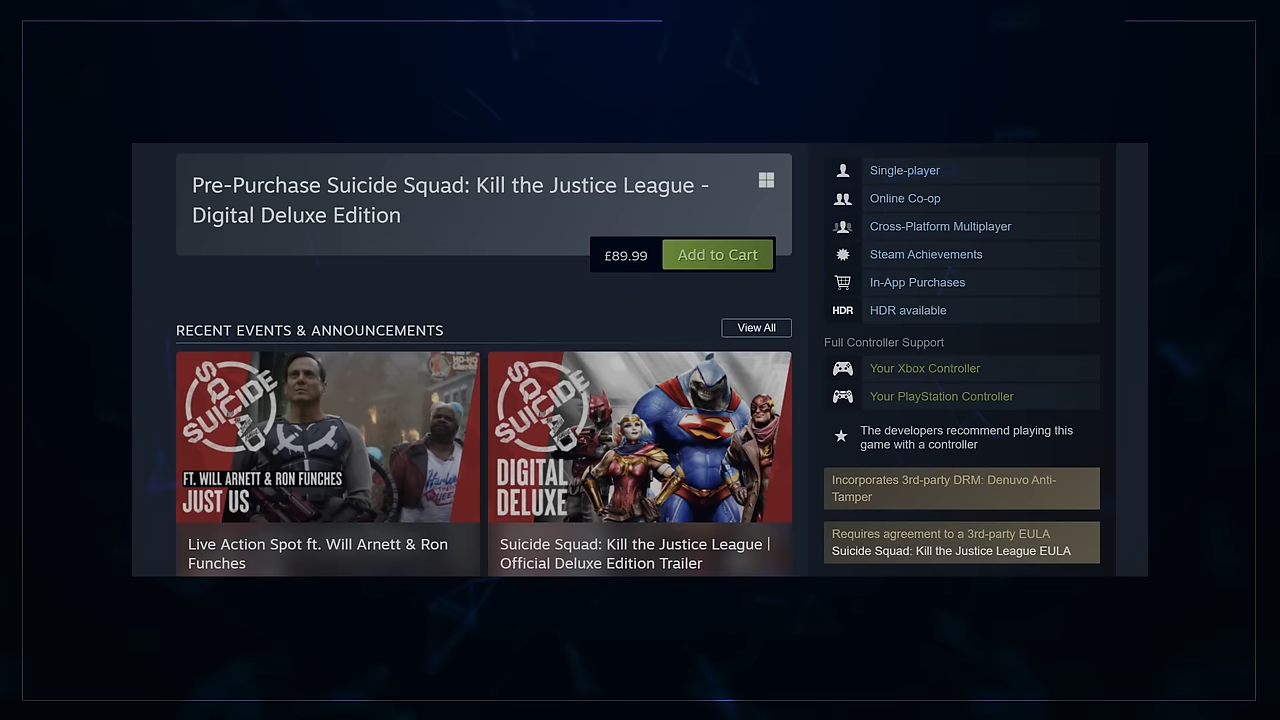 Pre-Purchase Suicide Squad: Kill the Justice League -
Digital Deluxe Edition
£89.99
Add to Cart
RECENT EVENTS & ANNOUNCEMENTS
View All
SUICIDE
SQUAD
FT. WILL ARNETT & RON FUNCHES
JUST US
Live Action Spot ft. Will Arnett & Ron
Funches
SUICIDE
SQUAD
DIGITAL
DELUXE
Suicide Squad: Kill the Justice League |
Official Deluxe Edition Trailer
Single-player
Online Co-op
Cross-Platform Multiplayer
Steam Achievements
In-App Purchases
HDR HDR available
Full Controller Support
Your Xbox Controller
Your PlayStation Controller
The developers recommend playing this
game with a controller
Incorporates 3rd-party DRM: Denuvo Anti-
Tamper
Requires agreement to a 3rd-party EULA
Suicide Squad: Kill the Justice League EULA